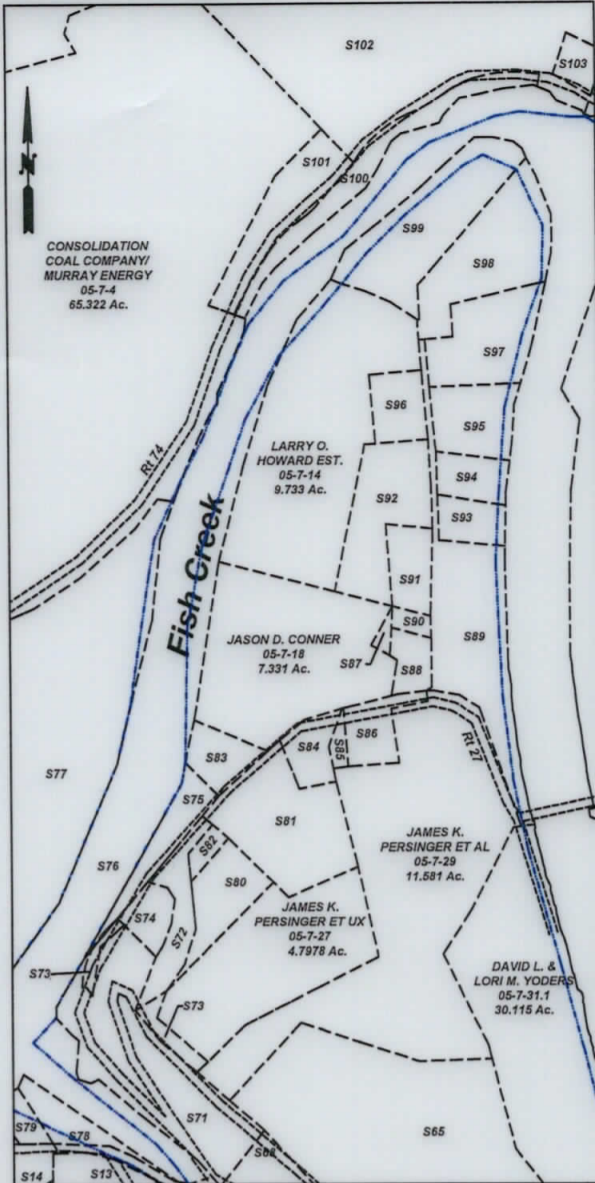 S102
S103
N
S101
S100
CONSOLIDATION
COAL COMPANY/
MURRAY ENERGY
05-7-4
65.322 Ac.
S99
S98
S97
S96
S95
LARRY O.
HOWARD EST.
05-7-14
9.733 Ac.
Rt 74
S94
S92
S93
Fish Creek
S91
S90
JASON D. CONNER
05-7-18
7.331 Ac.
S89
S87
S88
S86
S84
S85
Rt 27
S83
S77
S75
S81
S82
JAMES K.
PERSINGER ET AL
05-7-29
11.581 Ac.
S76
S80
S74
S72
JAMES K.
PERSINGER ET UX
05-7-27
4.7978 Ac.
S73
DAVID L. &
LORI M. YODERS
05-7-31.1
30.115 Ac.
S73
S71
S79
S78
S65
S68
S14
S13